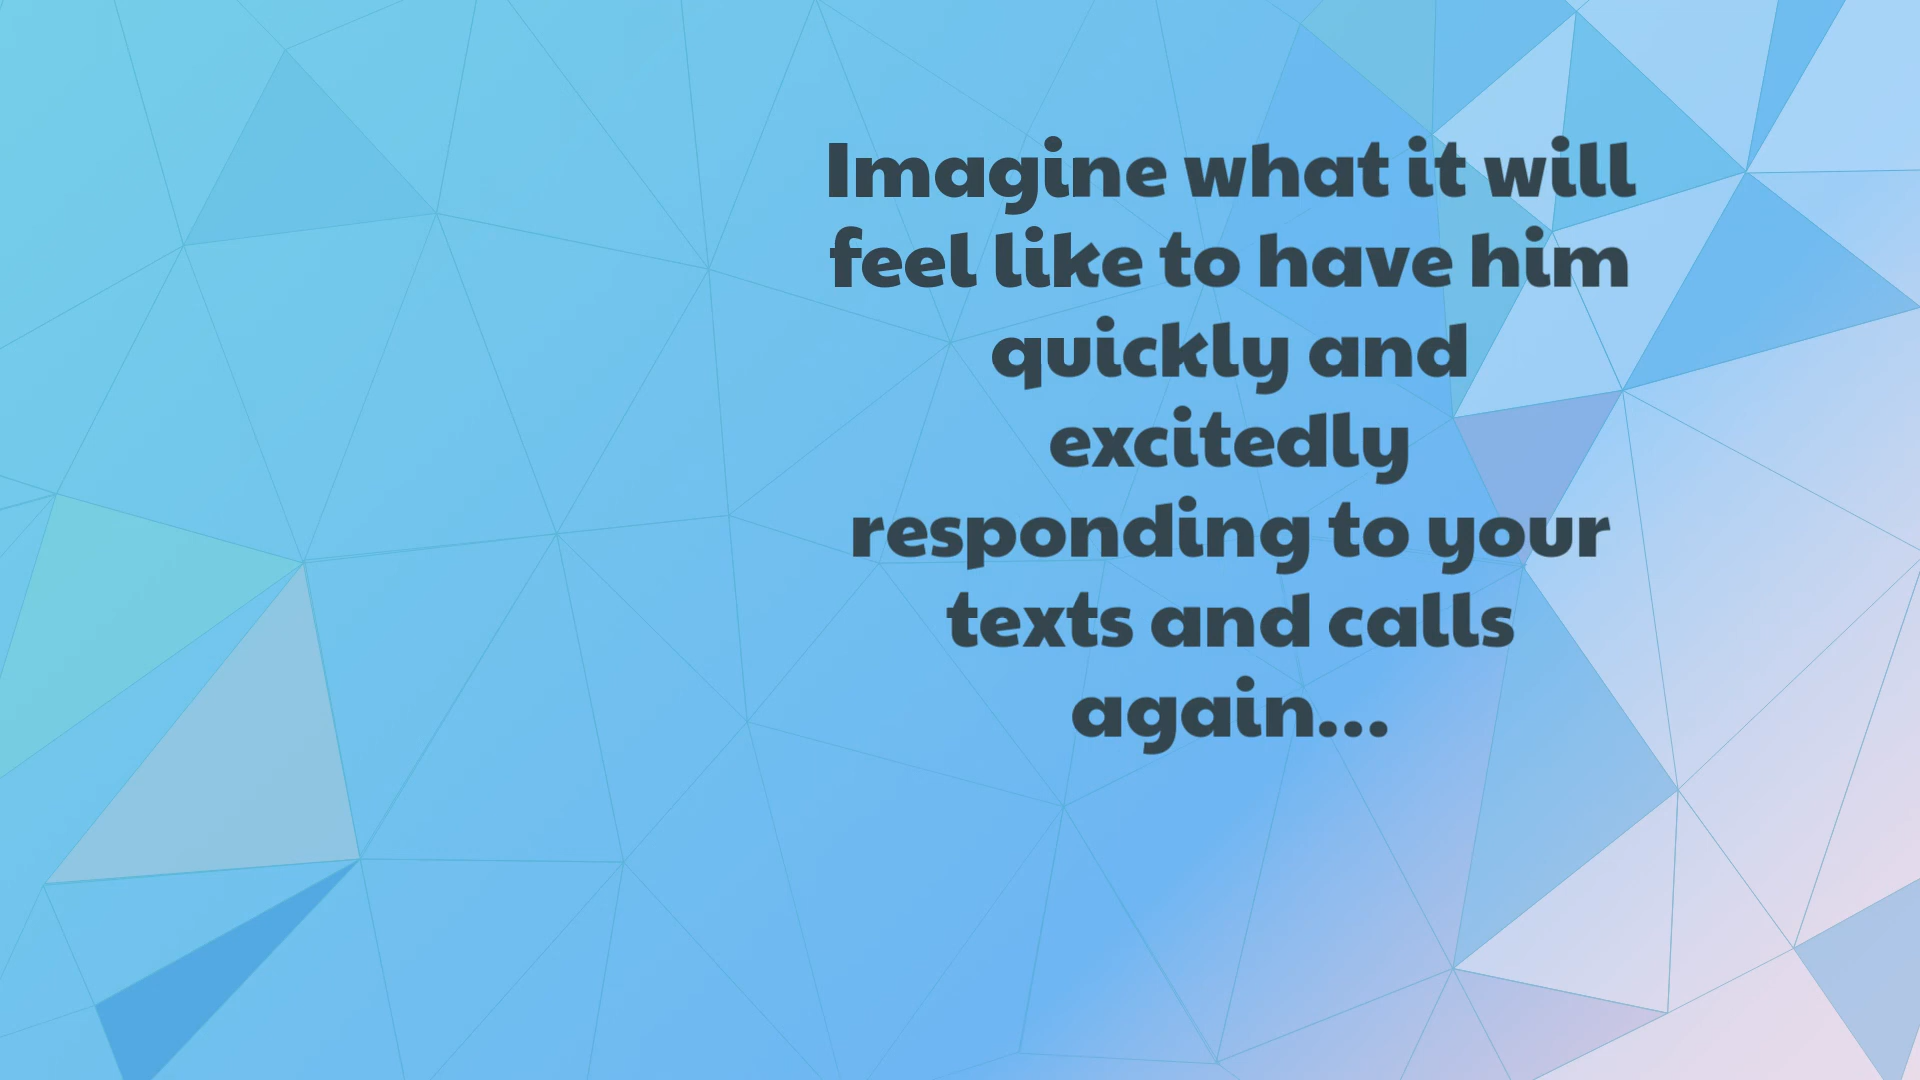 Imagine what it will
feel like to have him
quickly and
excitedly
responding to your
texts and calls
again...